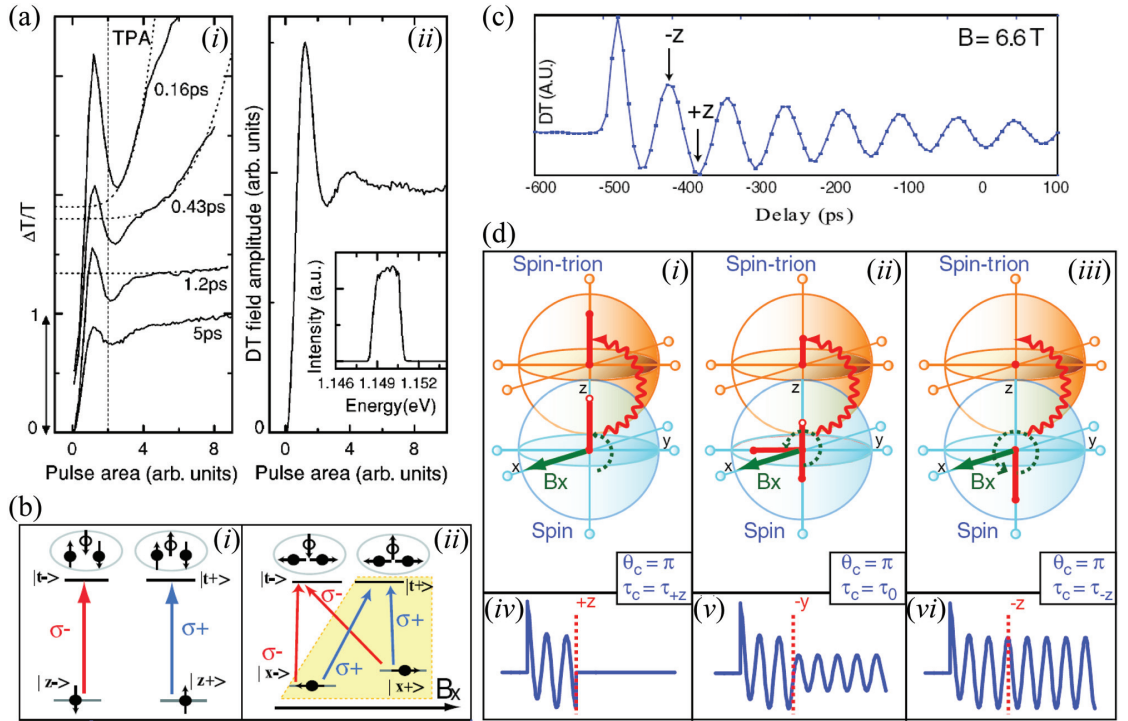 (a)
TPA
(i)
0.16ps
0.43ps
1.2ps
5ps
ΔT/T
1
0
0 4 8
Pulse area (arb. units)
(ii)
DT field amplitude (arb. units)
0
0 4 8
Pulse area (arb. units)
Intensity (a.u.)
1.146 1.149 1.152
Energy(eV)
(b)
(i)
|t-> |t+>
σ- σ+
|z-> |z+>
(ii)
|t-> |t+>
σ-
σ+
σ- σ+
|x-> |x+>
Bx
(c)
B= 6.6T
-z
+z
DT (A.U.)
-600 -500 -400 -300 -200 -100 0 100
Delay (ps)
(d)
(i)
Spin-trion
z
y
x
Bx
Spin
θc = π
τc = τ+z
(ii)
Spin-trion
z
y
x
Bx
θc = π
τc = τ0
(iii)
Spin-trion
z
y
x
Bx
θc = π
τc = τ-z
(iv)
+z
(v)
-y
(vi)
-z